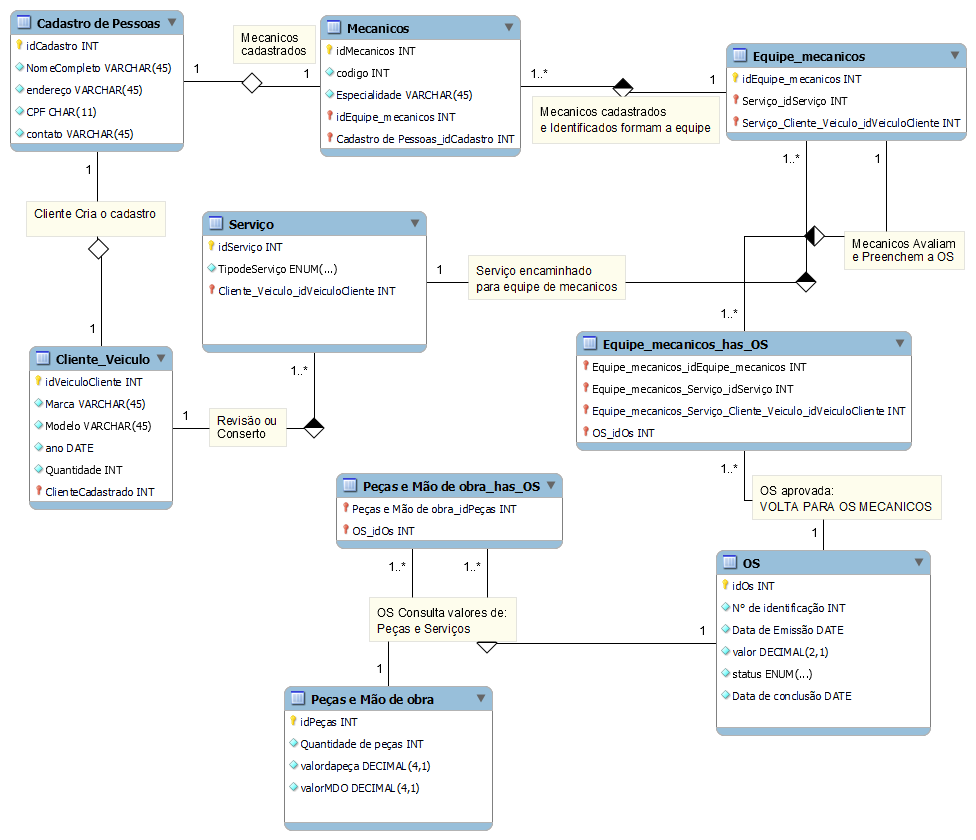 Cadastro de Pessoas
idCadastro INT
NomeCompleto VARCHAR(45)
endereço VARCHAR(45)
CPF CHAR(11)
contato VARCHAR(45)
1
Mecanicos
cadastrados
1
Mecanicos
idMecanicos INT
codigo INT
Especialidade VARCHAR(45)
idEquipe_mecanicos INT
Cadastro de Pessoas_idCadastro INT
1..*
Mecanicos cadastrados
e Identificados formam a equipe
1
Equipe_mecanicos
idEquipe_mecanicos INT
Serviço_idServiço INT
Serviço_Cliente_Veiculo_idVeiculoCliente INT
1
Cliente Cria o cadastro
1
1..*
1
Mecanicos Avaliam
e Preenchem a OS
1..*
Serviço
idServiço INT
TipodeServiço ENUM(...)
Cliente_Veiculo_idVeiculoCliente INT
1
Serviço encaminhado
para equipe de mecanicos
1..*
Cliente_Veiculo
idVeiculoCliente INT
Marca VARCHAR(45)
Modelo VARCHAR(45)
ano DATE
Quantidade INT
ClienteCadastrado INT
1
Revisão ou
Conserto
Equipe_mecanicos_has_OS
Equipe_mecanicos_idEquipe_mecanicos INT
Equipe_mecanicos_Serviço_idServiço INT
Equipe_mecanicos_Serviço_Cliente_Veiculo_idVeiculoCliente INT
OS_idOs INT
1..*
OS aprovada:
VOLTA PARA OS MECANICOS
1
Peças e Mão de obra_has_OS
Peças e Mão de obra_idPeças INT
OS_idOs INT
1..*
1..*
OS Consulta valores de:
Peças e Serviços
1
1
OS
idOs INT
N° de identificação INT
Data de Emissão DATE
valor DECIMAL(2,1)
status ENUM(...)
Data de conclusão DATE
Peças e Mão de obra
idPeças INT
Quantidade de peças INT
valordapeça DECIMAL(4,1)
valorMDO DECIMAL(4,1)